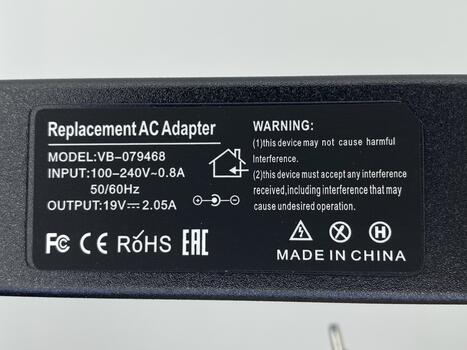 Replacement AC Adapter
MODEL:VB-079468
INPUT:100-240V~0.8A
50/60Hz
OUTPUT:19V⎓2.05A
FC CE RoHS EAC
WARNING:
(1)this device may not cause harmful
Interference.
(2)this device must accept any interference
received,including interference that may
cause undesired operation.
H
MADE IN CHINA